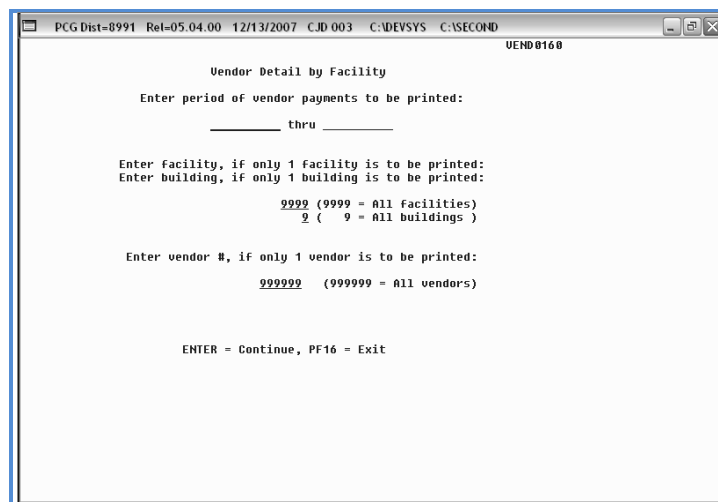 PCG Dist=8991 Rel=05.04.00 12/13/2007 CJD 003 C:\DEVSYS C:\SECOND
VEND0160
Vendor Detail by Facility
Enter period of vendor payments to be printed:
__________ thru __________
Enter facility, if only 1 facility is to be printed:
Enter building, if only 1 building is to be printed:
9999 (9999 = All facilities)
9 ( 9 = All buildings )
Enter vendor #, if only 1 vendor is to be printed:
999999 (999999 = All vendors)
ENTER = Continue, PF16 = Exit